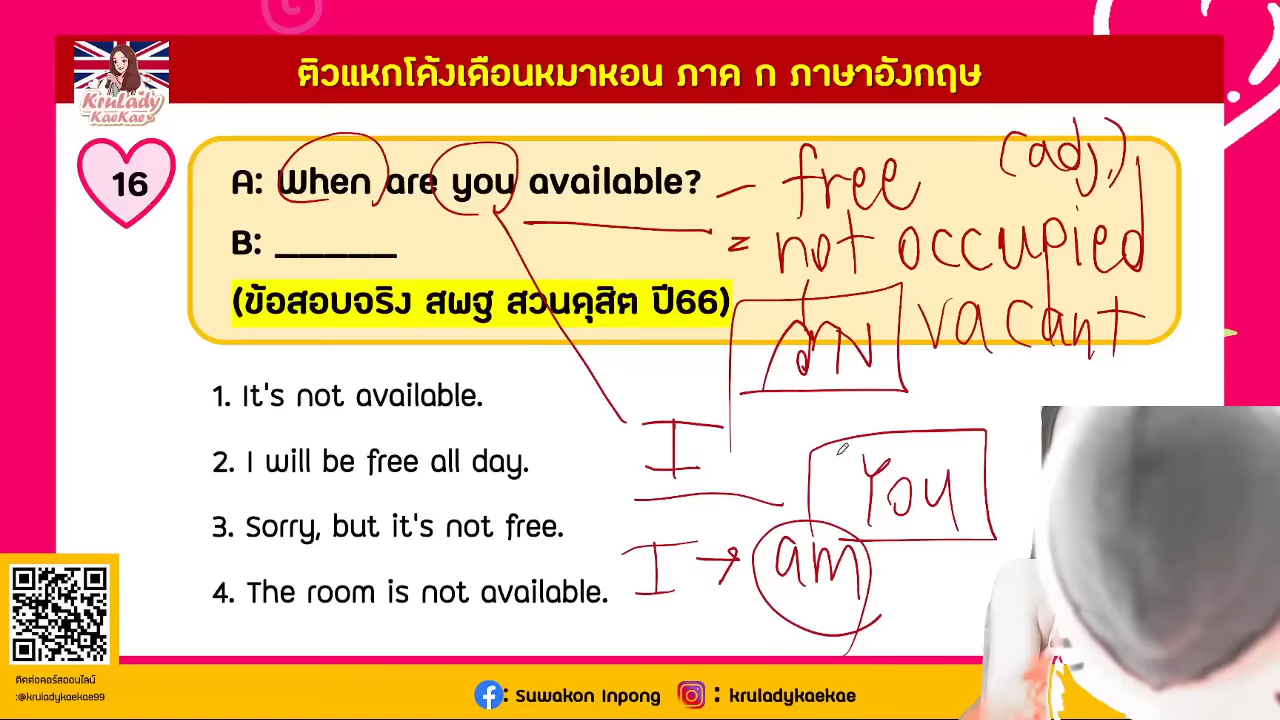 KruLady
KaeKae
ติวแหกโค้งเดือนหมาหอน ภาค ก ภาษาอังกฤษ
16
A: When are you available?
B: _____
(ข้อสอบจริง สพฐ สวนดุสิต ปี66)
- free (adj.)
= not occupied
vacant
ว่าง
1. It's not available.
2. I will be free all day.
3. Sorry, but it's not free.
4. The room is not available.
I
You
I → am
ติดต่อคอร์สออนไลน์
:@kruladykaekae99
: Suwakon Inpong
: kruladykaekae